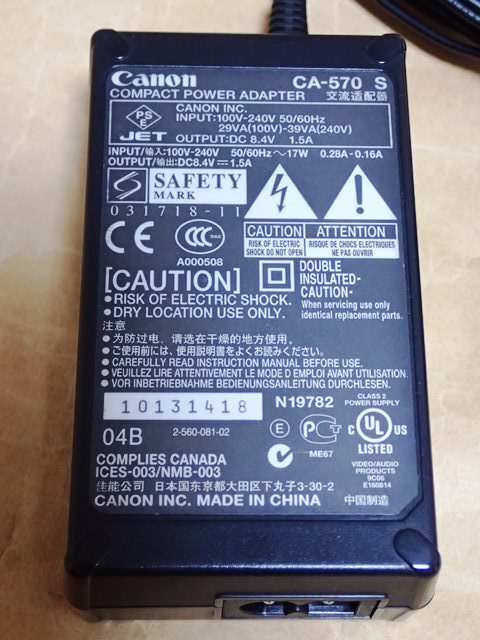 Canon CA-570 S
COMPACT POWER ADAPTER 交流适配器
PS E
JET
CANON INC.
INPUT:100V-240V 50/60Hz
29VA(100V)-39VA(240V)
OUTPUT:DC 8.4V 1.5A
INPUT/输入:100V-240V 50/60Hz～17W 0.28A-0.16A
OUTPUT/输出:DC8.4V 1.5A
SAFETY
MARK
031718-11
CE
CCC S&E
A000508
CAUTION
RISK OF ELECTRIC
SHOCK DO NOT OPEN
ATTENTION
RISQUE DE CHOCS ELECTRIQUES
NE PAS OUVRIR
[CAUTION]
•RISK OF ELECTRIC SHOCK.
•DRY LOCATION USE ONLY.
DOUBLE
INSULATED-
CAUTION-
When servicing use only
identical replacement parts.
注意
●为防过电，请选在干燥的地方使用。
●ご使用前には、使用説明書をよくお読みください。
●CAREFULLY READ INSTRUCTION MANUAL BEFORE USE.
●VEUILLEZ LIRE ATTENTIVEMENT LE MODE D EMPLOI AVANT UTILISATION.
●VOR INBETRIEBNAHME BEDIENUNGSANLEITUNG DURCHLESEN.
10131418
N19782
CLASS 2
POWER SUPPLY
04B
2-560-081-02
E
PC
ME67
C UL US
LISTED
VIDEO/AUDIO
PRODUCTS
9C06
E160814
COMPLIES CANADA
ICES-003/NMB-003
佳能公司 日本国东京都大田区下丸子3-30-2
CANON INC. MADE IN CHINA 中国制造